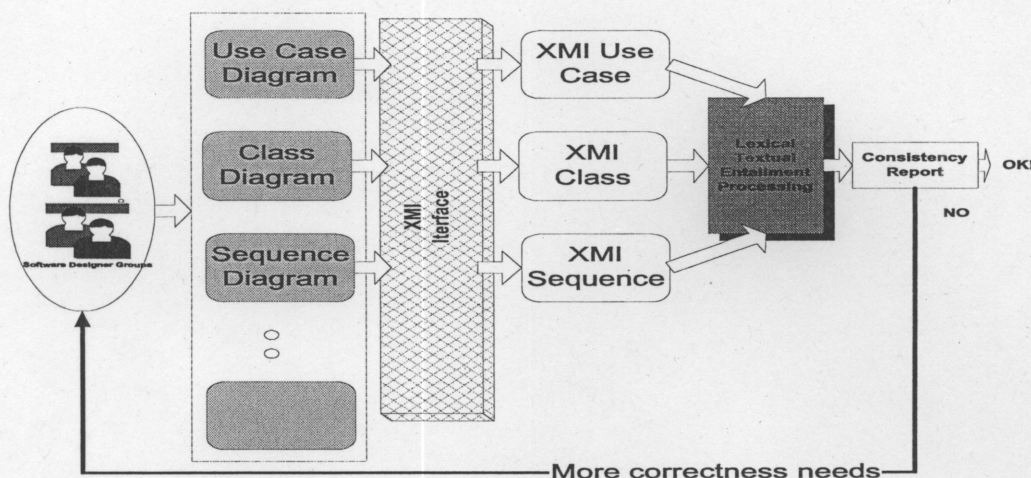 Use Case
Diagram
Class
Diagram
Sequence
Diagram
Software Designer Groups
XMI
Iterface
XMI Use
Case
XMI
Class
XMI
Sequence
Lexical
Textual
Entailment
Processing
Consistency
Report
OK!
NO
More correctness needs